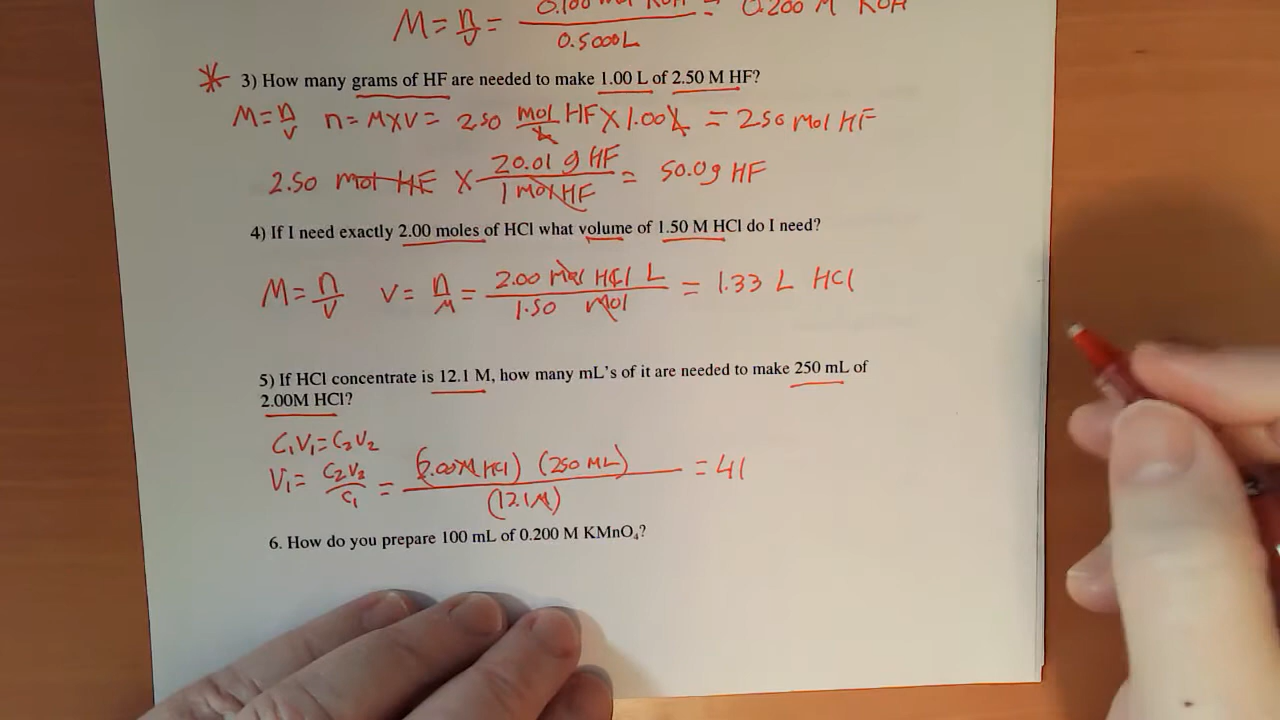 M = n/V = 0.100 mol KOH / 0.5000L = 0.200 M KOH
* 3) How many grams of HF are needed to make 1.00 L of 2.50 M HF?
M = n/V n = M X V = 2.50 mol/L HF X 1.00 L = 2.50 mol HF
2.50 mol HF X 20.01 g HF / 1 mol HF = 50.0g HF
4) If I need exactly 2.00 moles of HCl what volume of 1.50 M HCl do I need?
M = n/V V = n/M = 2.00 mol HCl L / 1.50 mol = 1.33 L HCl
5) If HCl concentrate is 12.1 M, how many mL's of it are needed to make 250 mL of
2.00M HCl?
C₁V₁ = C₂V₂
V₁ = C₂V₂/C₁ = (2.00M HCl) (250 mL) / (12.1M) = 41
6. How do you prepare 100 mL of 0.200 M KMnO₄?